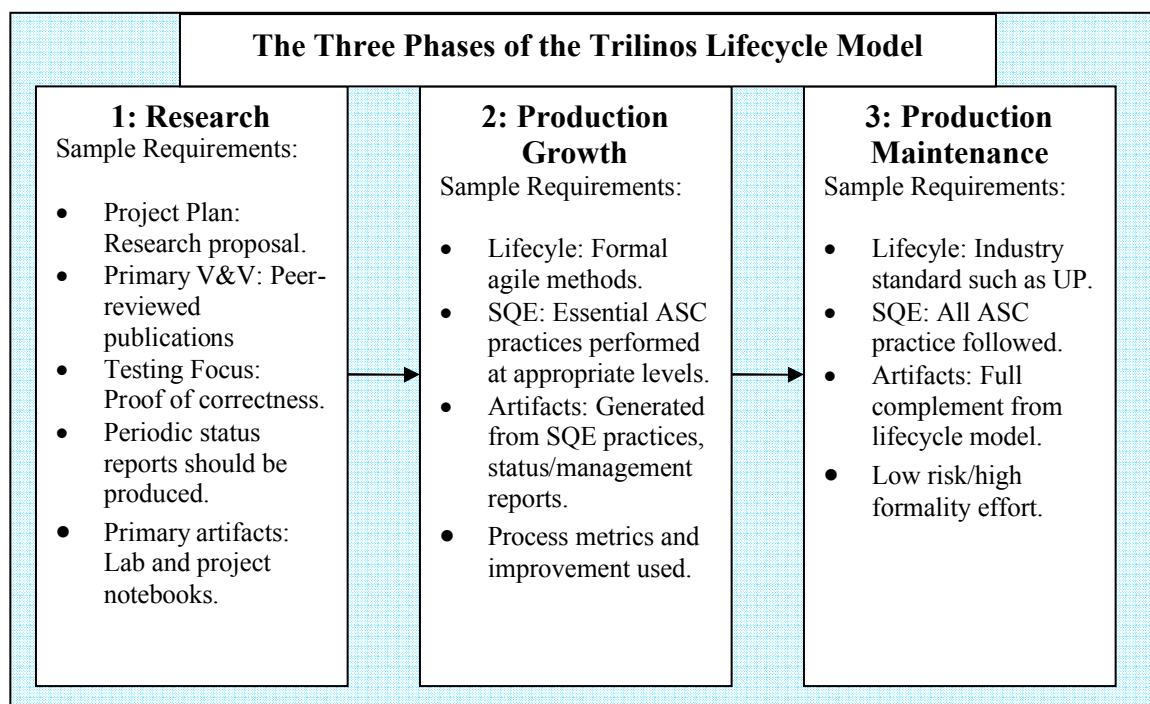 The Three Phases of the Trilinos Lifecycle Model
1: Research
Sample Requirements:
• Project Plan:
Research proposal.
• Primary V&V: Peer-
reviewed
publications
• Testing Focus:
Proof of correctness.
• Periodic status
reports should be
produced.
• Primary artifacts:
Lab and project
notebooks.
2: Production
Growth
Sample Requirements:
• Lifecyle: Formal
agile methods.
• SQE: Essential ASC
practices performed
at appropriate levels.
• Artifacts: Generated
from SQE practices,
status/management
reports.
• Process metrics and
improvement used.
3: Production
Maintenance
Sample Requirements:
• Lifecyle: Industry
standard such as UP.
• SQE: All ASC
practice followed.
• Artifacts: Full
complement from
lifecycle model.
• Low risk/high
formality effort.